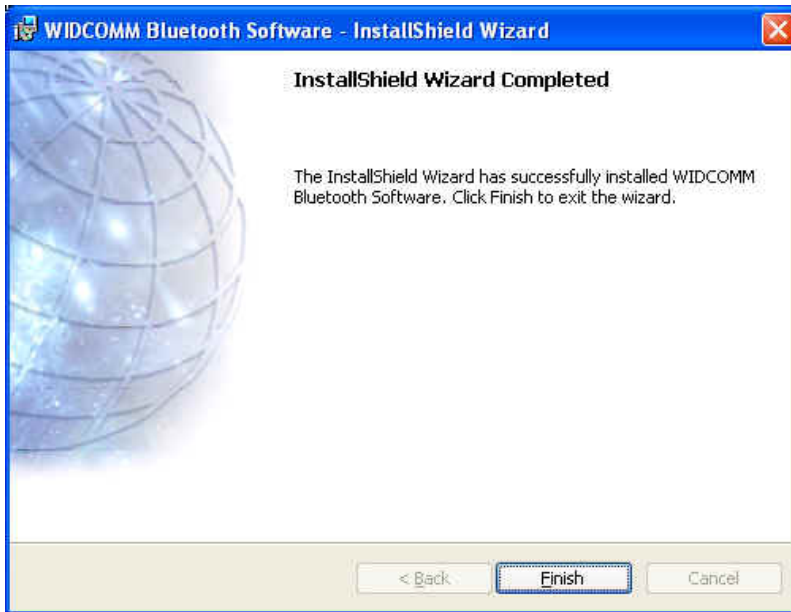 WIDCOMM Bluetooth Software - InstallShield Wizard
InstallShield Wizard Completed
The InstallShield Wizard has successfully installed WIDCOMM
Bluetooth Software. Click Finish to exit the wizard.
< Back
Finish
Cancel